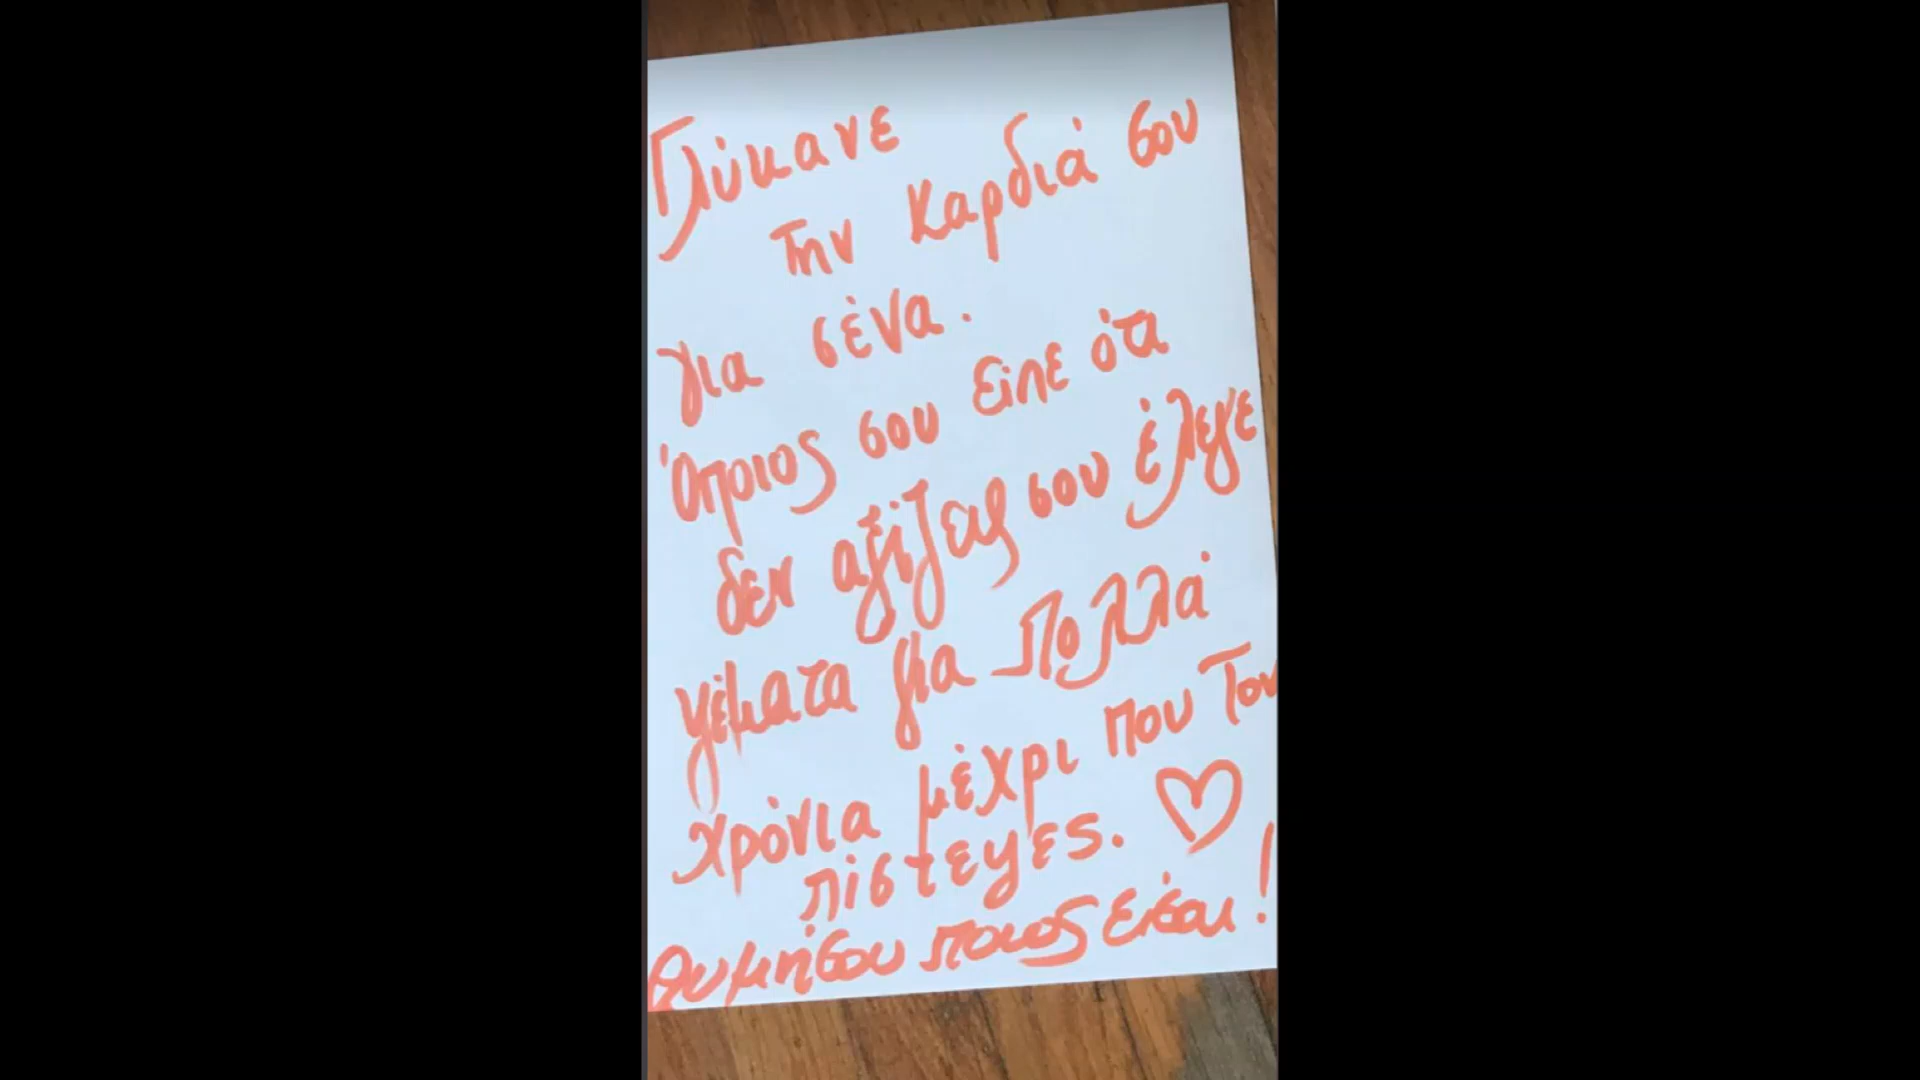 Γλύκανε
την καρδιά σου
για σένα.
Όποιος σου είπε ότι
δεν αξίζεις σου έλεγε
ψέματα για πολλά
χρόνια μέχρι που τον
πίστεψες.
Θυμήσου ποιος είσαι!